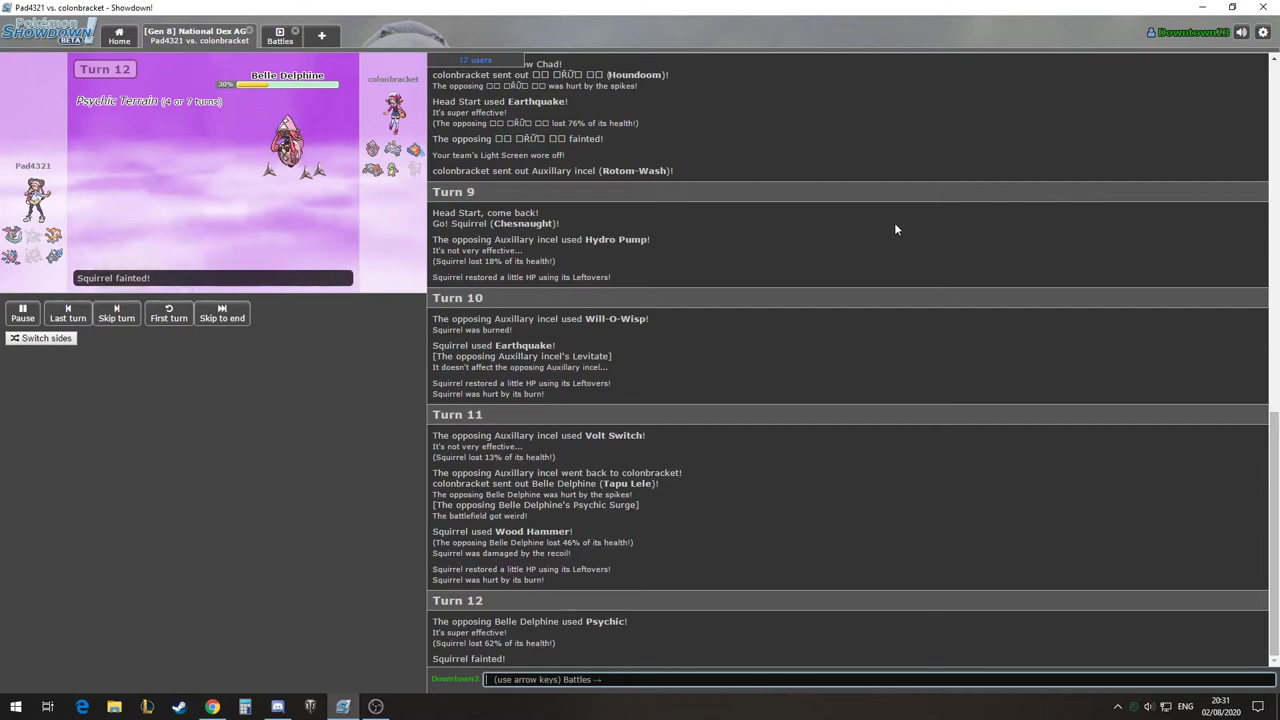 Pad4321 vs. colonbracket - Showdown!
Pokémon
SHOWDOWN!
BETA
Home
[Gen 8] National Dex AG
Pad4321 vs. colonbracket
Battles
Downtown23
Turn 12
Psychic Terrain (4 or 7 turns)
Belle Delphine
30%
colonbracket
Pad4321
Squirrel fainted!
Pause
Last turn
Skip turn
First turn
Skip to end
Switch sides
12 users
w Chad!
(Houndoom)!
was hurt by the spikes!
Head Start used Earthquake!
It's super effective!
lost 76% of its health!)
fainted!
Your team's Light Screen wore off!
colonbracket sent out Auxillary incel (Rotom-Wash)!
Turn 9
Head Start, come back!
Go! Squirrel (Chesnaught)!
The opposing Auxillary incel used Hydro Pump!
It's not very effective...
(Squirrel lost 18% of its health!)
Squirrel restored a little HP using its Leftovers!
Turn 10
The opposing Auxillary incel used Will-O-Wisp!
Squirrel was burned!
Squirrel used Earthquake!
[The opposing Auxillary incel's Levitate]
It doesn't affect the opposing Auxillary incel...
Squirrel restored a little HP using its Leftovers!
Squirrel was hurt by its burn!
Turn 11
The opposing Auxillary incel used Volt Switch!
It's not very effective...
(Squirrel lost 13% of its health!)
The opposing Auxillary incel went back to colonbracket!
colonbracket sent out Belle Delphine (Tapu Lele)!
The opposing Belle Delphine was hurt by the spikes!
[The opposing Belle Delphine's Psychic Surge]
The battlefield got weird!
Squirrel used Wood Hammer!
(The opposing Belle Delphine lost 46% of its health!)
Squirrel was damaged by the recoil!
Squirrel restored a little HP using its Leftovers!
Squirrel was hurt by its burn!
Turn 12
The opposing Belle Delphine used Psychic!
It's super effective!
(Squirrel lost 62% of its health!)
Squirrel fainted!
Downtown2
(use arrow keys) Battles →
ENG
20:31
02/08/2020